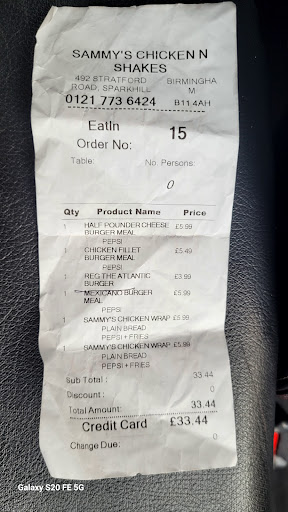 SAMMY'S CHICKEN N
SHAKES
492 STRATFORD BIRMINGHA
ROAD, SPARKHILL M
0121 773 6424 B11 4AH
EatIn 15
Order No:
Table: No. Persons:
0
Qty Product Name Price
1 HALF POUNDER CHEESE £5.99
BURGER MEAL
PEPSI
1 CHICKEN FILLET £5.49
BURGER MEAL
PEPSI
1 REG THE ATLANTIC £3.99
BURGER
1 MEXICANO BURGER £5.99
MEAL
PEPSI
1 SAMMY'S CHICKEN WRAP £5.99
PLAIN BREAD
PEPSI + FRIES
1 SAMMY'S CHICKEN WRAP £5.99
PLAIN BREAD
PEPSI + FRIES
Sub Total : 33.44
Discount : 0
Total Amount: 33.44
Credit Card £33.44
Change Due: 0
Galaxy S20 FE 5G